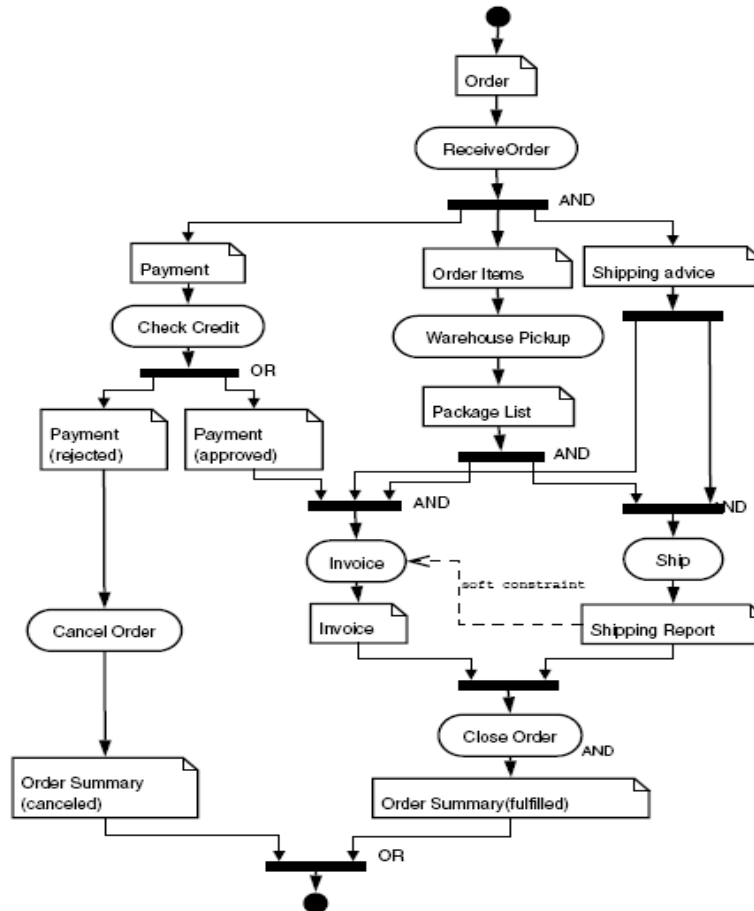 Order
ReceiveOrder
AND
Payment
Order Items
Shipping advice
Check Credit
Warehouse Pickup
OR
Payment
(rejected)
Payment
(approved)
Package List
AND
AND
AND
Invoice
Ship
soft constraint
Cancel Order
Invoice
Shipping Report
Close Order
AND
Order Summary
(canceled)
Order Summary(fulfilled)
OR